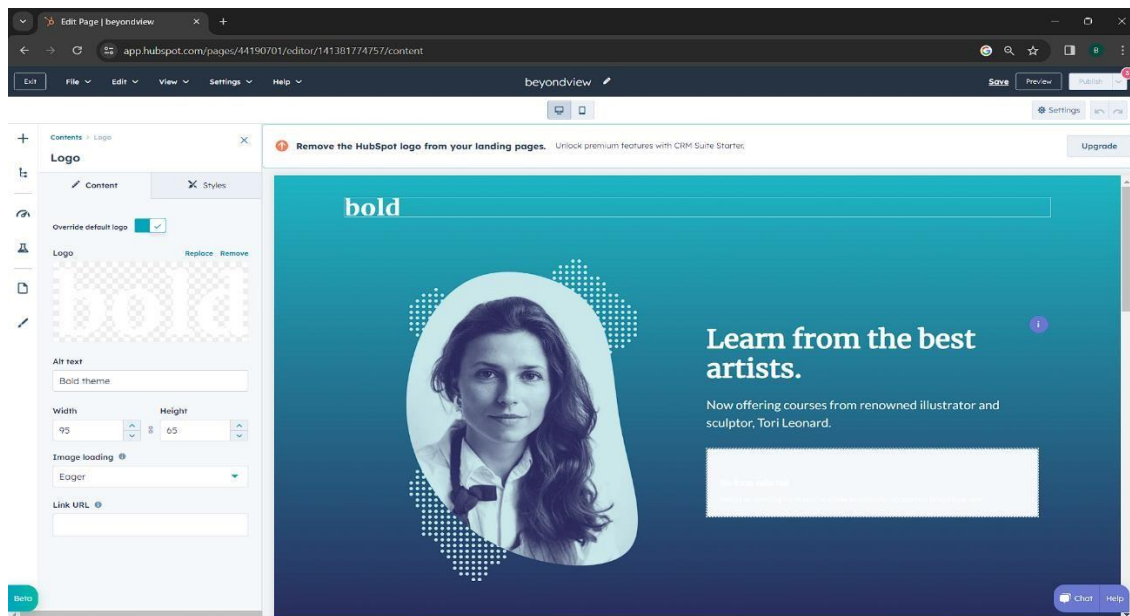 Edit Page | beyondview
app.hubspot.com/pages/44190701/editor/141381774757/content
B
Exit File Edit View Settings Help beyondview Save Preview Publish 3
Settings
Contents > Logo
Logo
Content Styles
Override default logo
Logo Replace Remove
bold
Alt text
Bold theme
Width Height
95 65
Image loading
Eager
Link URL
Beta
Remove the HubSpot logo from your landing pages. Unlock premium features with CRM Suite Starter. Upgrade
bold
Learn from the best
artists.
Now offering courses from renowned illustrator and
sculptor, Tori Leonard.
Chat Help